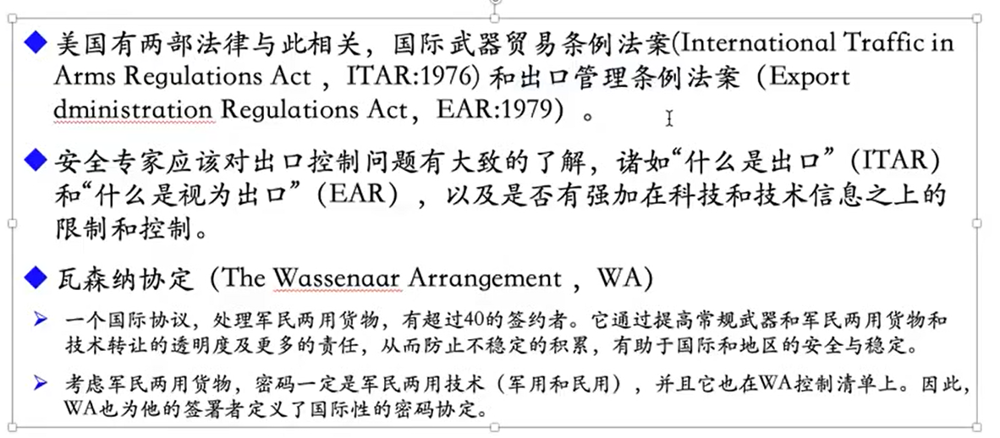 ◆美国有两部法律与此相关，国际武器贸易条例法案(International Traffic in
Arms Regulations Act ，ITAR:1976) 和出口管理条例法案（Export
dministration Regulations Act，EAR:1979）。
◆安全专家应该对出口控制问题有大致的了解，诸如“什么是出口”（ITAR）
和“什么是视为出口”（EAR），以及是否有强加在科技和技术信息之上的
限制和控制。
◆瓦森纳协定（The Wassenaar Arrangement ，WA)
➢ 一个国际协议，处理军民两用货物，有超过40的签约者。它通过提高常规武器和军民两用货物和
技术转让的透明度及更多的责任，从而防止不稳定的积累，有助于国际和地区的安全与稳定。
➢ 考虑军民两用货物，密码一定是军民两用技术（军用和民用），并且它也在WA控制清单上。因此，
WA也为他的签署者定义了国际性的密码协定。